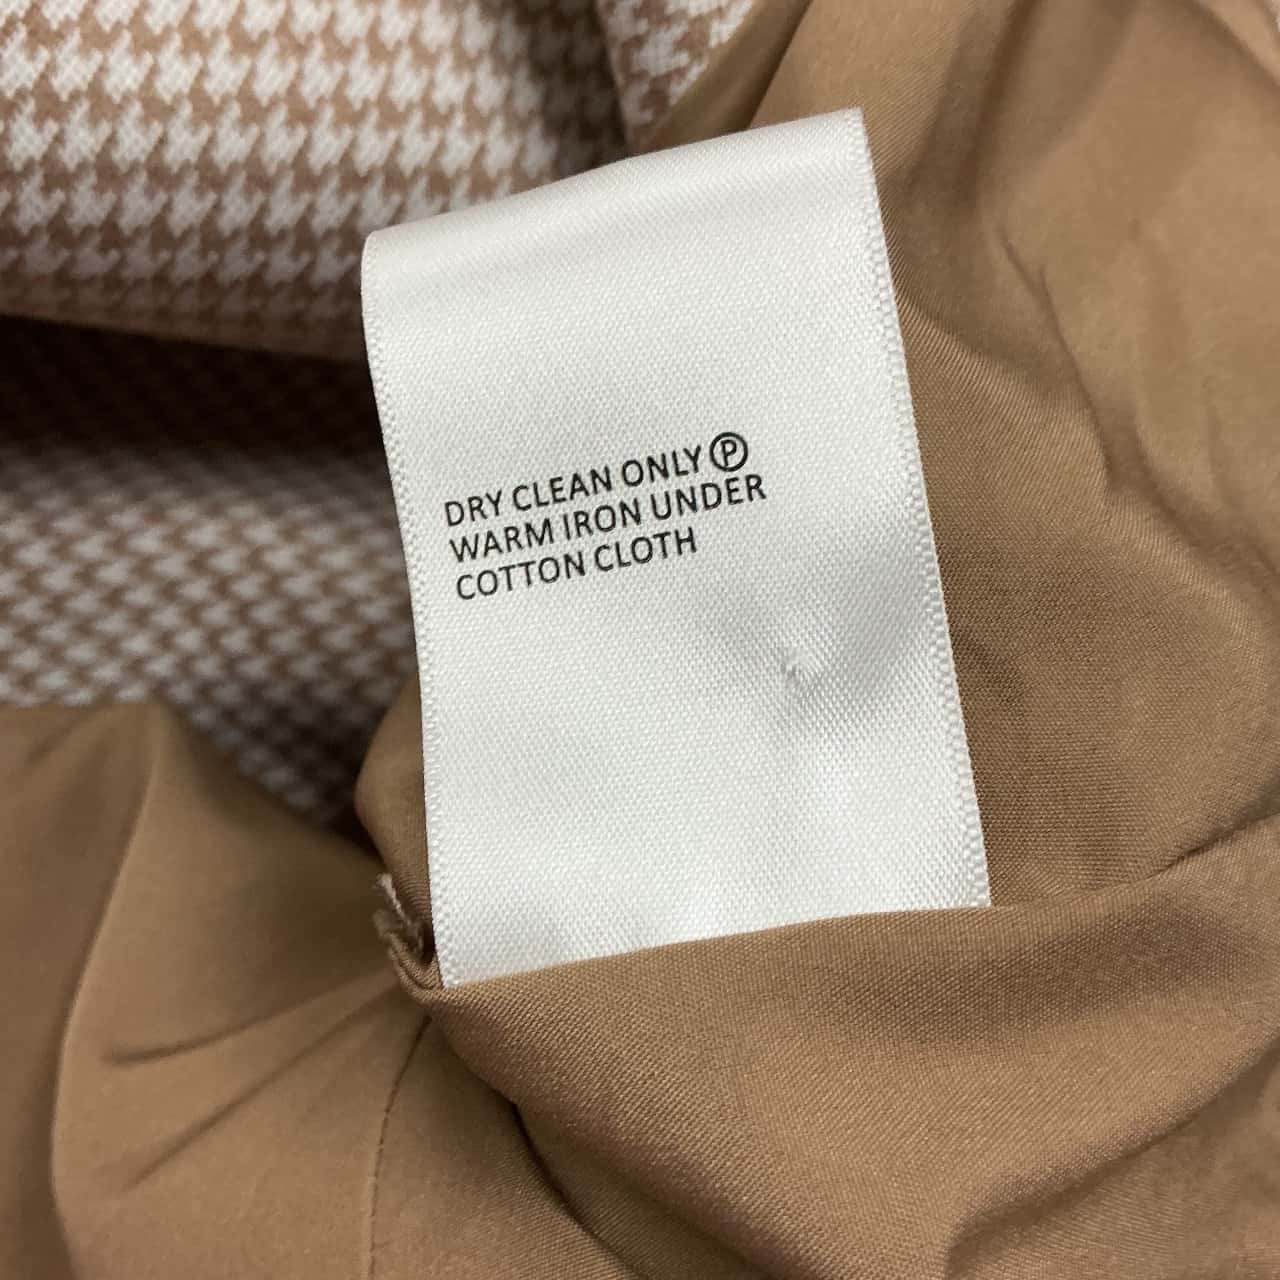 DRY CLEAN ONLY Ⓟ
WARM IRON UNDER
COTTON CLOTH